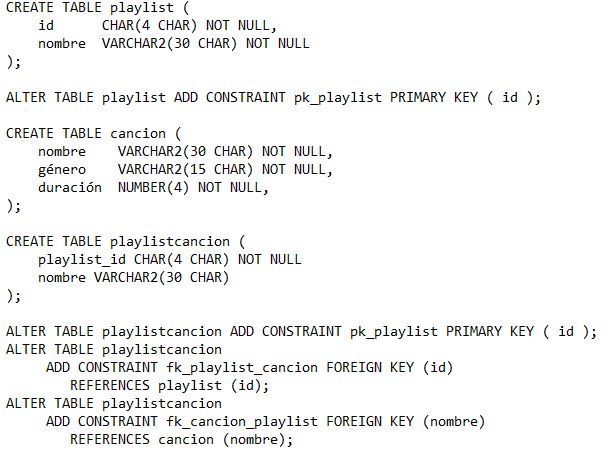 CREATE TABLE playlist (
    id      CHAR(4 CHAR) NOT NULL,
    nombre  VARCHAR2(30 CHAR) NOT NULL
);
ALTER TABLE playlist ADD CONSTRAINT pk_playlist PRIMARY KEY ( id );
CREATE TABLE cancion (
    nombre    VARCHAR2(30 CHAR) NOT NULL,
    género    VARCHAR2(15 CHAR) NOT NULL,
    duración  NUMBER(4) NOT NULL,
);
CREATE TABLE playlistcancion (
    playlist_id CHAR(4 CHAR) NOT NULL
    nombre VARCHAR2(30 CHAR)
);
ALTER TABLE playlistcancion ADD CONSTRAINT pk_playlist PRIMARY KEY ( id );
ALTER TABLE playlistcancion
     ADD CONSTRAINT fk_playlist_cancion FOREIGN KEY (id)
        REFERENCES playlist (id);
ALTER TABLE playlistcancion
     ADD CONSTRAINT fk_cancion_playlist FOREIGN KEY (nombre)
        REFERENCES cancion (nombre);